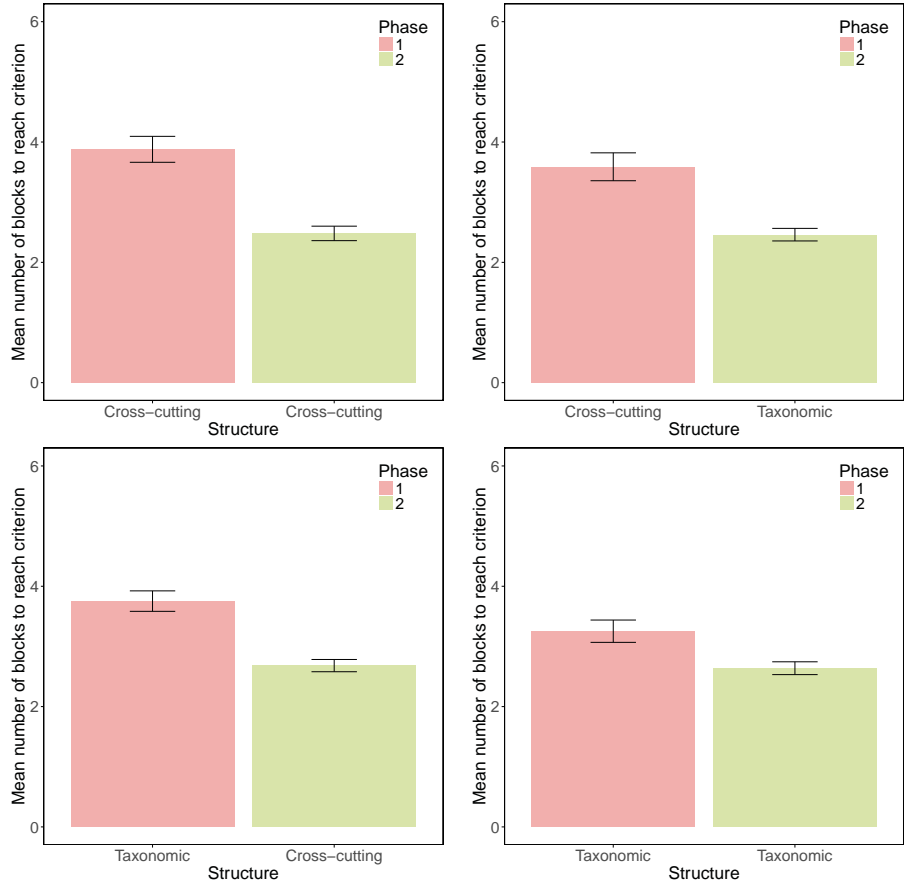 Mean number of blocks to reach criterion
6
4
2
0
Phase
1
2
Cross−cutting Cross−cutting
Structure
Mean number of blocks to reach criterion
6
4
2
0
Phase
1
2
Cross−cutting Taxonomic
Structure
Mean number of blocks to reach criterion
6
4
2
0
Phase
1
2
Taxonomic Cross−cutting
Structure
Mean number of blocks to reach criterion
6
4
2
0
Phase
1
2
Taxonomic Taxonomic
Structure